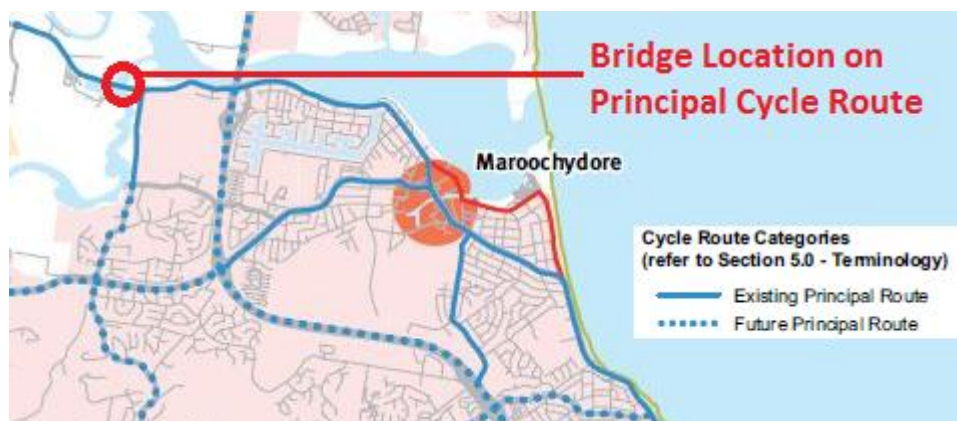 Bridge Location on
Principal Cycle Route
Maroochydore
Cycle Route Categories
(refer to Section 5.0 - Terminology)
Existing Principal Route
Future Principal Route